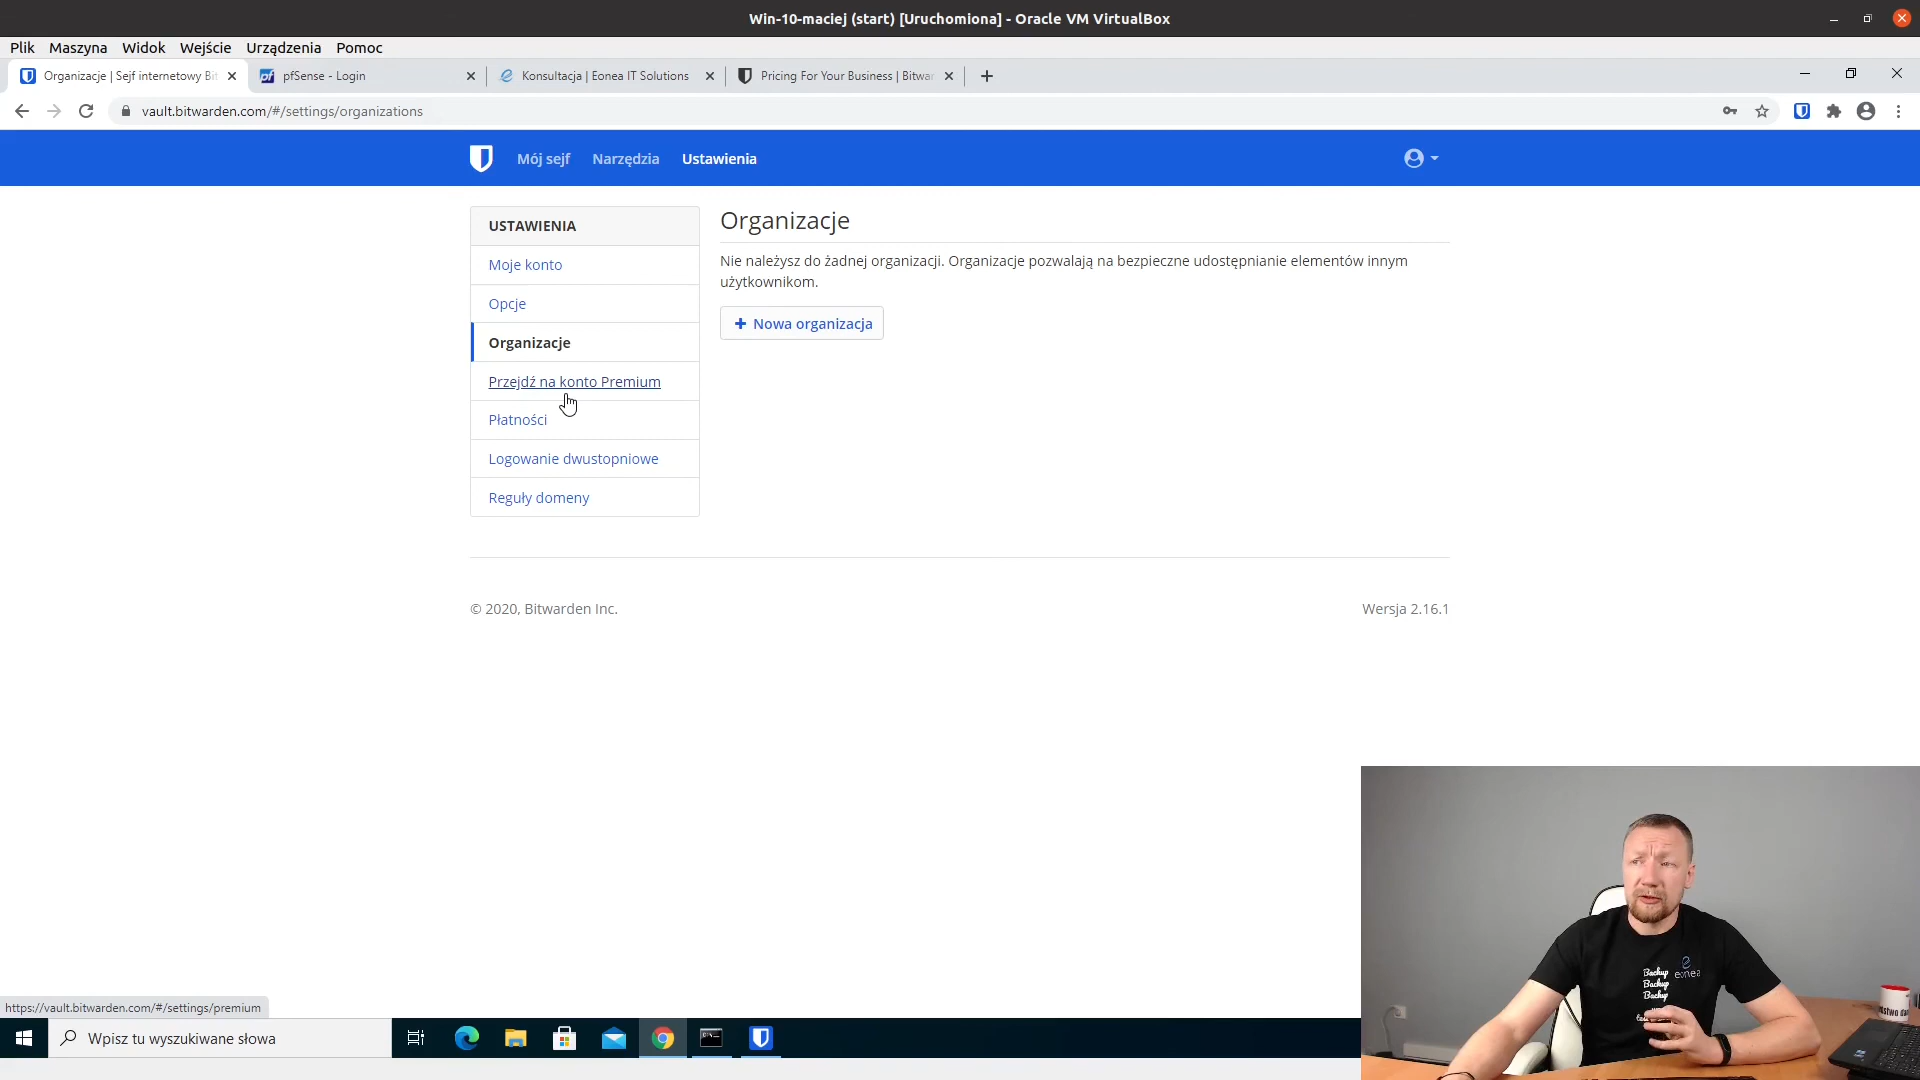 Win-10-maciej (start) [Uruchomiona] - Oracle VM VirtualBox
Plik Maszyna Widok Wejście Urządzenia Pomoc
Organizacje | Sejf internetowy Bi
pfSense - Login
Konsultacja | Eonea IT Solutions
Pricing For Your Business | Bitwar
vault.bitwarden.com/#/settings/organizations
Mój sejf Narzędzia Ustawienia
USTAWIENIA
Moje konto
Opcje
Organizacje
Przejdź na konto Premium
Płatności
Logowanie dwustopniowe
Reguły domeny
Organizacje
Nie należysz do żadnej organizacji. Organizacje pozwalają na bezpieczne udostępnianie elementów innym
użytkownikom.
+ Nowa organizacja
© 2020, Bitwarden Inc.
Wersja 2.16.1
https://vault.bitwarden.com/#/settings/premium
Wpisz tu wyszukiwane słowa
Backup
Backup
Backup
eonea